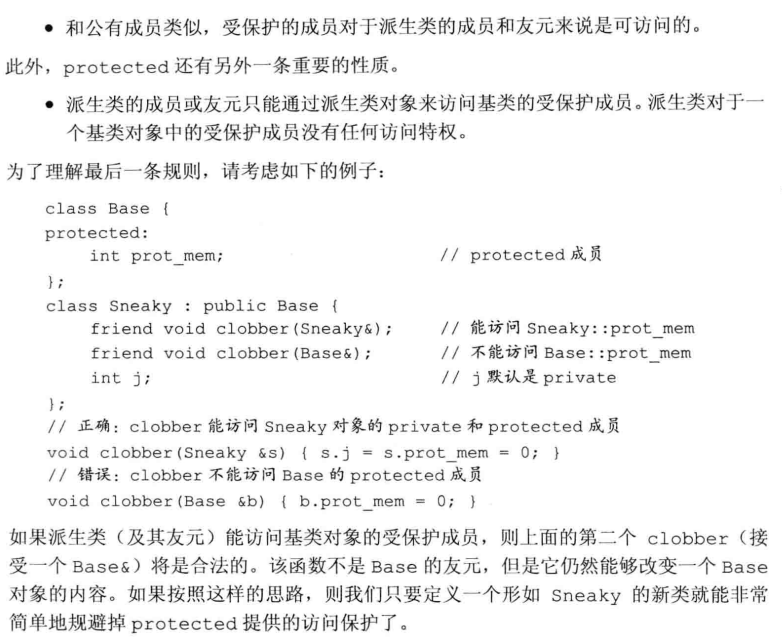 ● 和公有成员类似，受保护的成员对于派生类的成员和友元来说是可访问的。
此外，protected 还有另外一条重要的性质。
● 派生类的成员或友元只能通过派生类对象来访问基类的受保护成员。派生类对于一
个基类对象中的受保护成员没有任何访问特权。
为了理解最后一条规则，请考虑如下的例子：
class Base {
protected:
int prot_mem; // protected 成员
};
class Sneaky : public Base {
friend void clobber(Sneaky&); // 能访问 Sneaky::prot_mem
friend void clobber(Base&); // 不能访问 Base::prot_mem
int j; // j 默认是 private
};
// 正确：clobber 能访问 Sneaky 对象的 private 和 protected 成员
void clobber(Sneaky &s) { s.j = s.prot_mem = 0; }
// 错误：clobber 不能访问 Base 的 protected 成员
void clobber(Base &b) { b.prot_mem = 0; }
如果派生类（及其友元）能访问基类对象的受保护成员，则上面的第二个 clobber（接
受一个 Base&）将是合法的。该函数不是 Base 的友元，但是它仍然能够改变一个 Base
对象的内容。如果按照这样的思路，则我们只要定义一个形如 Sneaky 的新类就能非常
简单地规避掉 protected 提供的访问保护了。